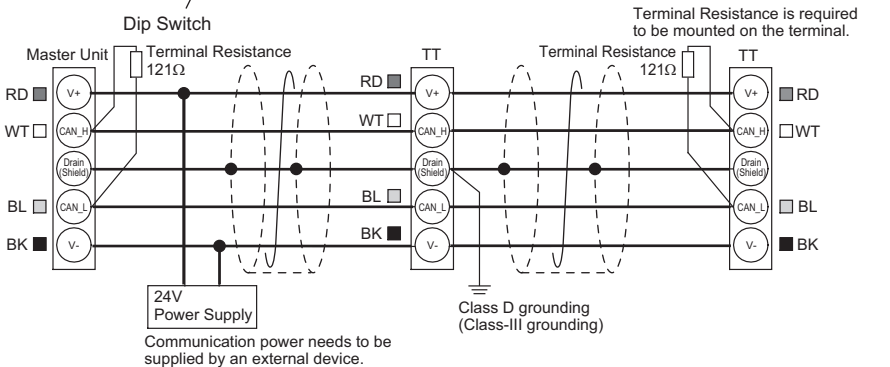 Dip Switch
Terminal Resistance is required
to be mounted on the terminal.
Master Unit
Terminal Resistance
121Ω
TT
Terminal Resistance
121Ω
TT
RD
V+
RD
V+
V+
RD
WT
CAN_H
WT
CAN_H
CAN_H
WT
Drain
(Shield)
Drain
(Shield)
Drain
(Shield)
BL
CAN_L
BL
CAN_L
CAN_L
BL
BK
V-
BK
V-
V-
BK
24V
Power Supply
Class D grounding
(Class-III grounding)
Communication power needs to be
supplied by an external device.